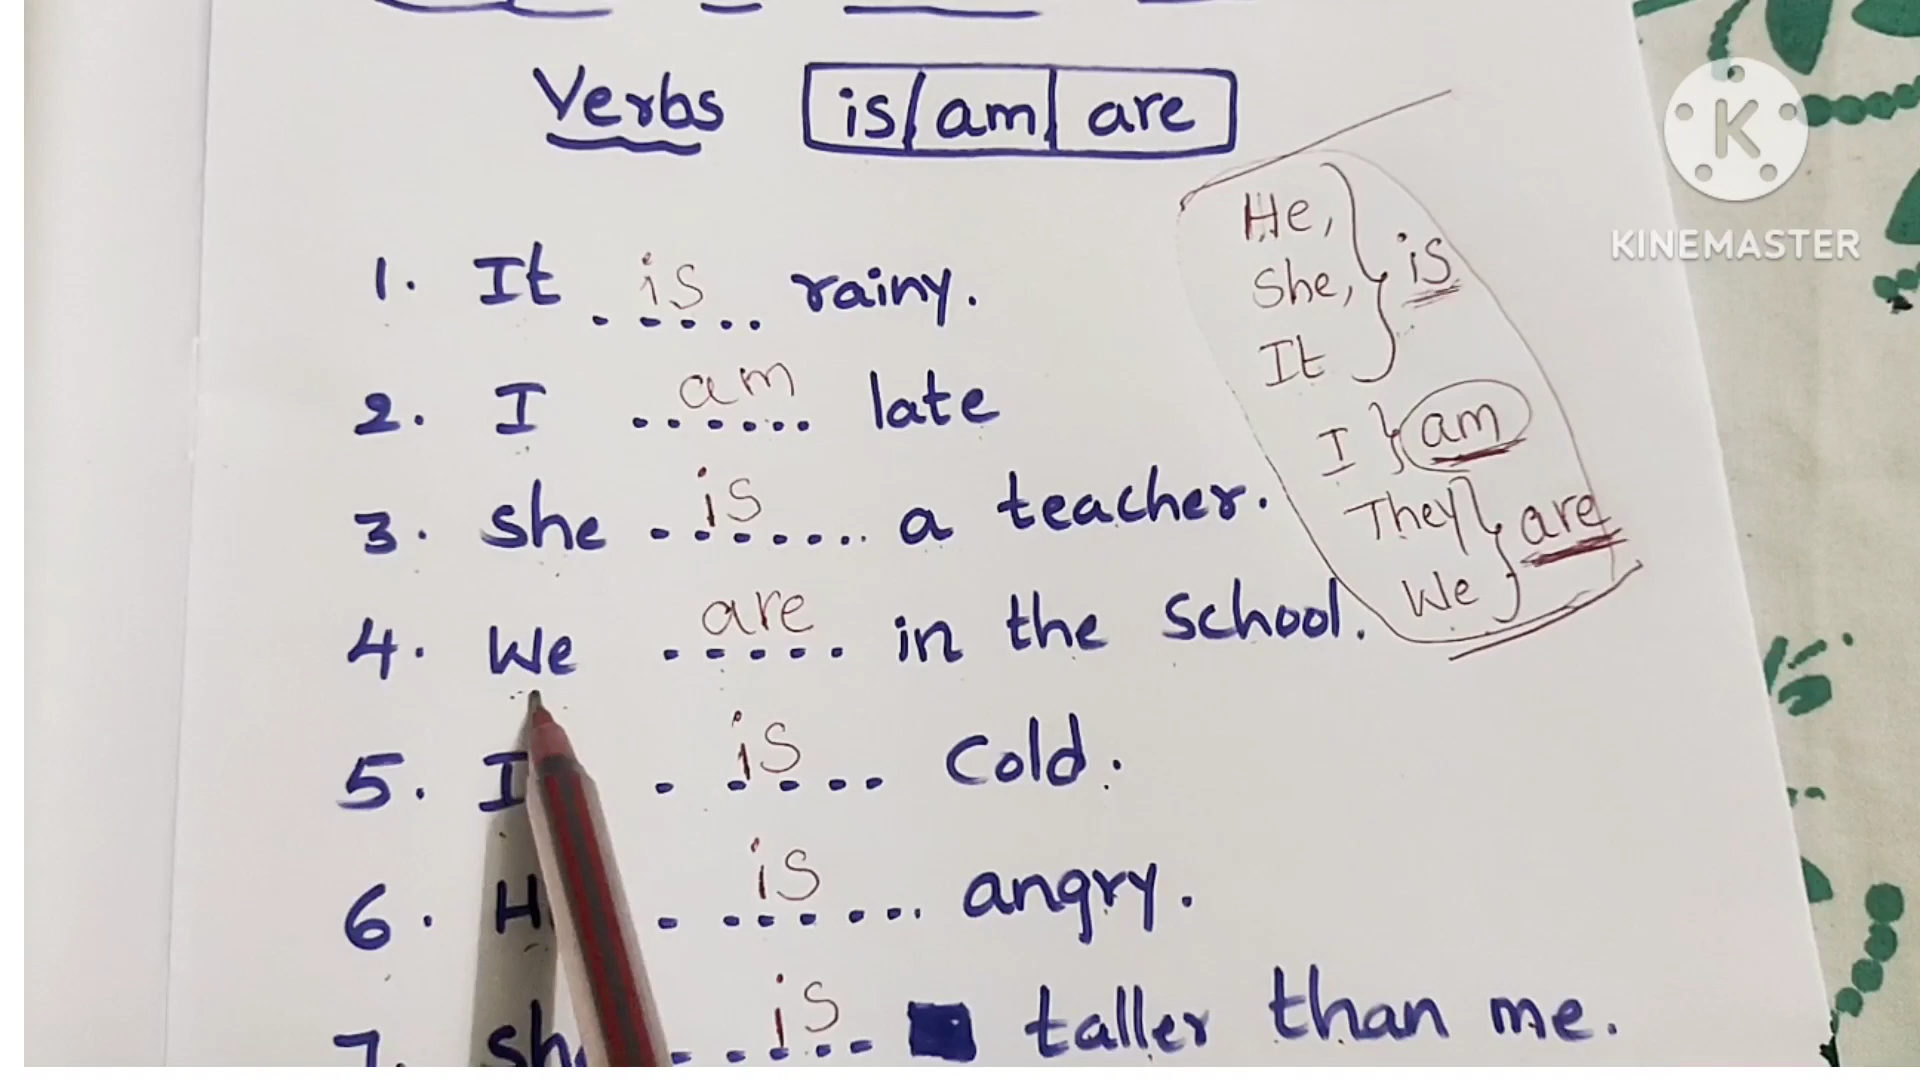 Verbs is/am/are
1. It is rainy.
2. I am late
3. She is a teacher.
4. We are in the school.
5. I is cold.
6. H is angry.
7. Sh is taller than me.
He,
She, is
It
I am
They are
We
K
KINEMASTER